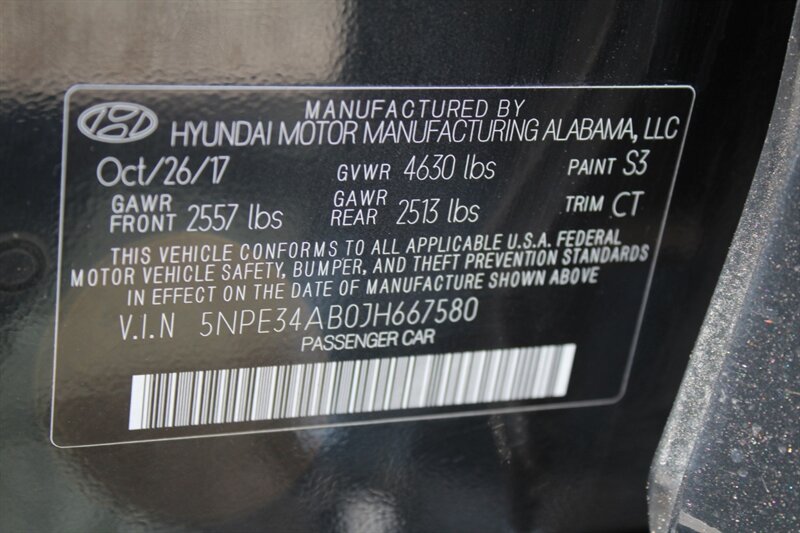 MANUFACTURED BY
HYUNDAI MOTOR MANUFACTURING ALABAMA, LLC
Oct/26/17 GVWR 4630 lbs PAINT S3
GAWR FRONT 2557 lbs GAWR REAR 2513 lbs TRIM CT
THIS VEHICLE CONFORMS TO ALL APPLICABLE U.S.A. FEDERAL
MOTOR VEHICLE SAFETY, BUMPER, AND THEFT PREVENTION STANDARDS
IN EFFECT ON THE DATE OF MANUFACTURE SHOWN ABOVE
V.I.N 5NPE34AB0JH667580
PASSENGER CAR